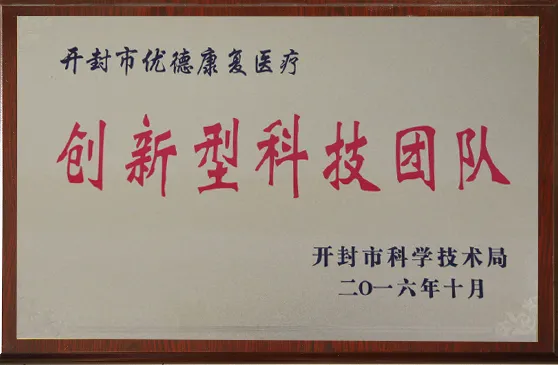 开封市优德康复医疗
创新型科技团队
开封市科学技术局
二O一六年十月